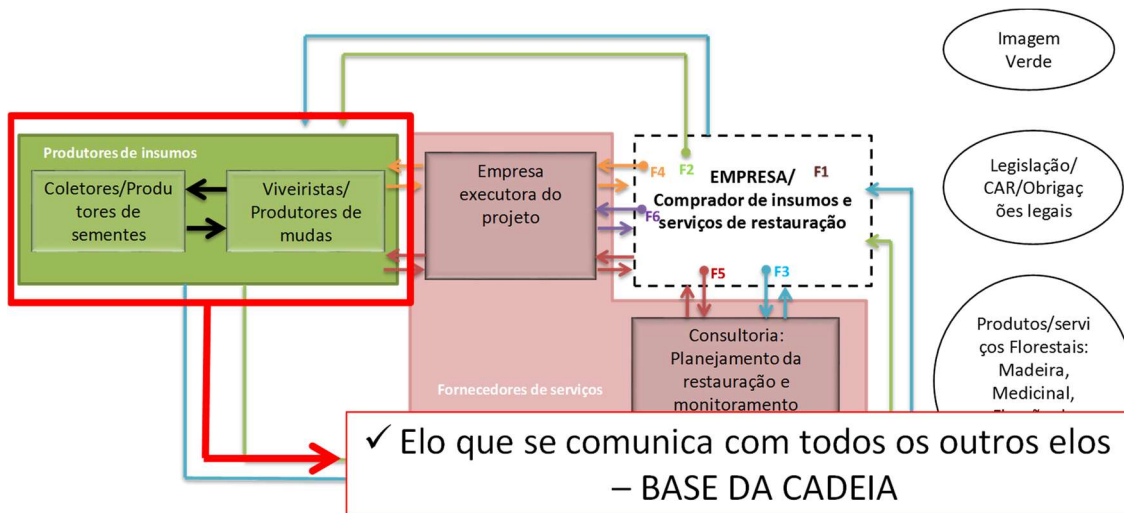 Imagem
Verde
Produtores de insumos
Coletores/Produ
tores de
sementes
Viveiristas/
Produtores de
mudas
Empresa
executora do
projeto
F4
F2
F1
EMPRESA/
Comprador de insumos e
serviços de restauração
F6
F5
F3
Legislação/
CAR/Obrigaç
ões legais
Produtos/servi
ços Florestais:
Madeira,
Medicinal,
Consultoria:
Planejamento da
restauração e
monitoramento
Fornecedores de serviços
✓ Elo que se comunica com todos os outros elos
– BASE DA CADEIA